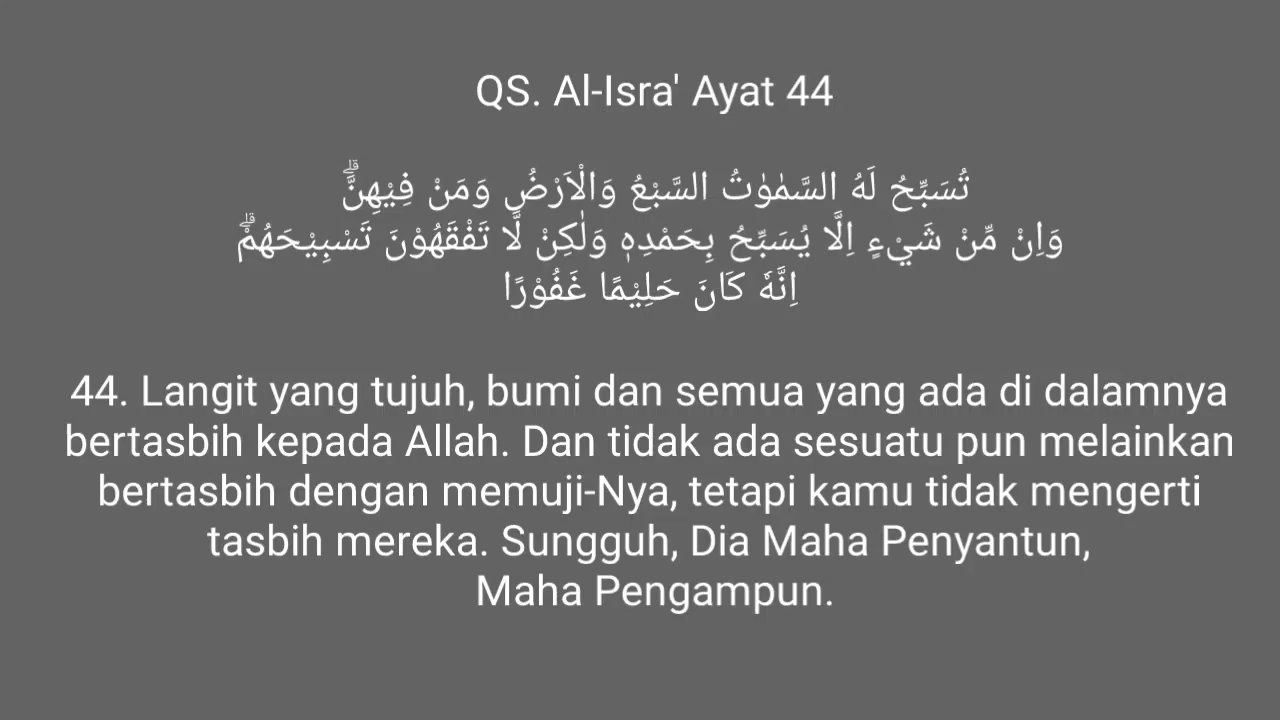 QS. Al-Isra' Ayat 44
تُسَبِّحُ لَهُ السَّمٰوٰتُ السَّبْعُ وَالْاَرْضُ وَمَنْ فِيْهِنَّۗ
وَاِنْ مِّنْ شَيْءٍ اِلَّا يُسَبِّحُ بِحَمْدِهٖ وَلٰكِنْ لَّا تَفْقَهُوْنَ تَسْبِيْحَهُمْۗ
اِنَّهٗ كَانَ حَلِيْمًا غَفُوْرًا
44. Langit yang tujuh, bumi dan semua yang ada di dalamnya
bertasbih kepada Allah. Dan tidak ada sesuatu pun melainkan
bertasbih dengan memuji-Nya, tetapi kamu tidak mengerti
tasbih mereka. Sungguh, Dia Maha Penyantun,
Maha Pengampun.